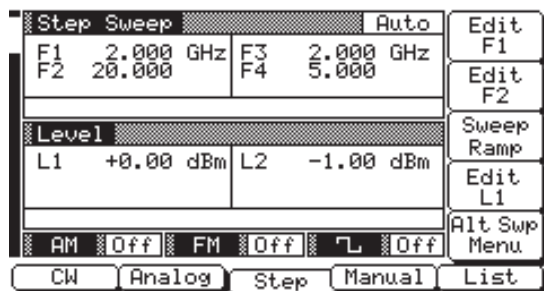 Step Sweep Auto
F1 2.000 GHz F3 2.000 GHz
F2 20.000 F4 5.000
Level
L1 +0.00 dBm L2 -1.00 dBm
AM Off FM Off Off
Edit
F1
Edit
F2
Sweep
Ramp
Edit
L1
Alt Swp
Menu
CW Analog Step Manual List